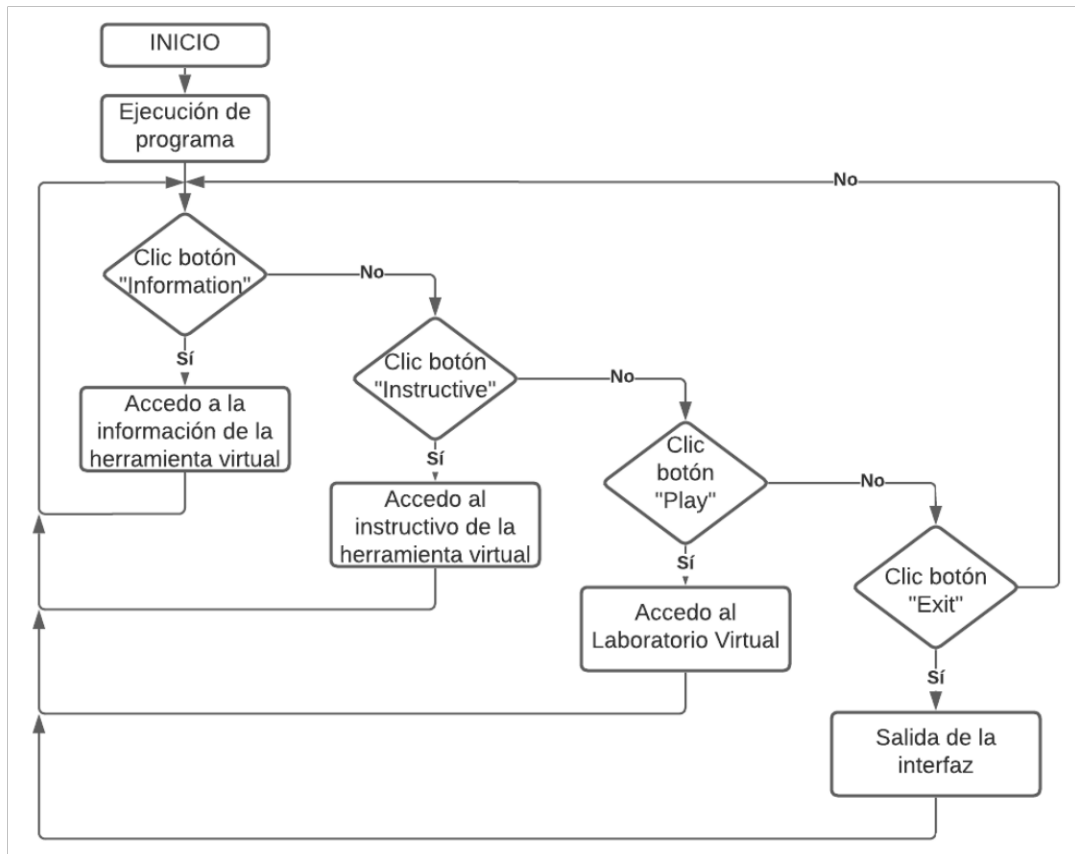 INICIO
Ejecución de
programa
No
Clic botón
"Information"
No
Sí
Accedo a la
información de la
herramienta virtual
Clic botón
"Instructive"
No
Sí
Accedo al
instructivo de la
herramienta virtual
Clic
botón
"Play"
No
Sí
Accedo al
Laboratorio Virtual
Clic botón
"Exit"
Sí
Salida de la
interfaz